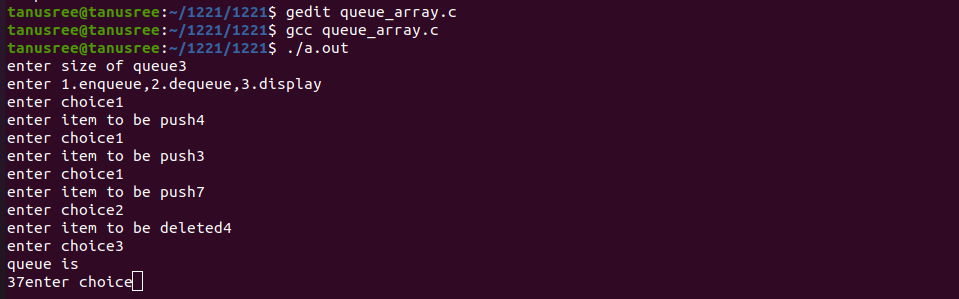 tanusree@tanusree:~/1221/1221$ gedit queue_array.c
tanusree@tanusree:~/1221/1221$ gcc queue_array.c
tanusree@tanusree:~/1221/1221$ ./a.out
enter size of queue3
enter 1.enqueue,2.dequeue,3.display
enter choice1
enter item to be push4
enter choice1
enter item to be push3
enter choice1
enter item to be push7
enter choice2
enter item to be deleted4
enter choice3
queue is
37enter choice